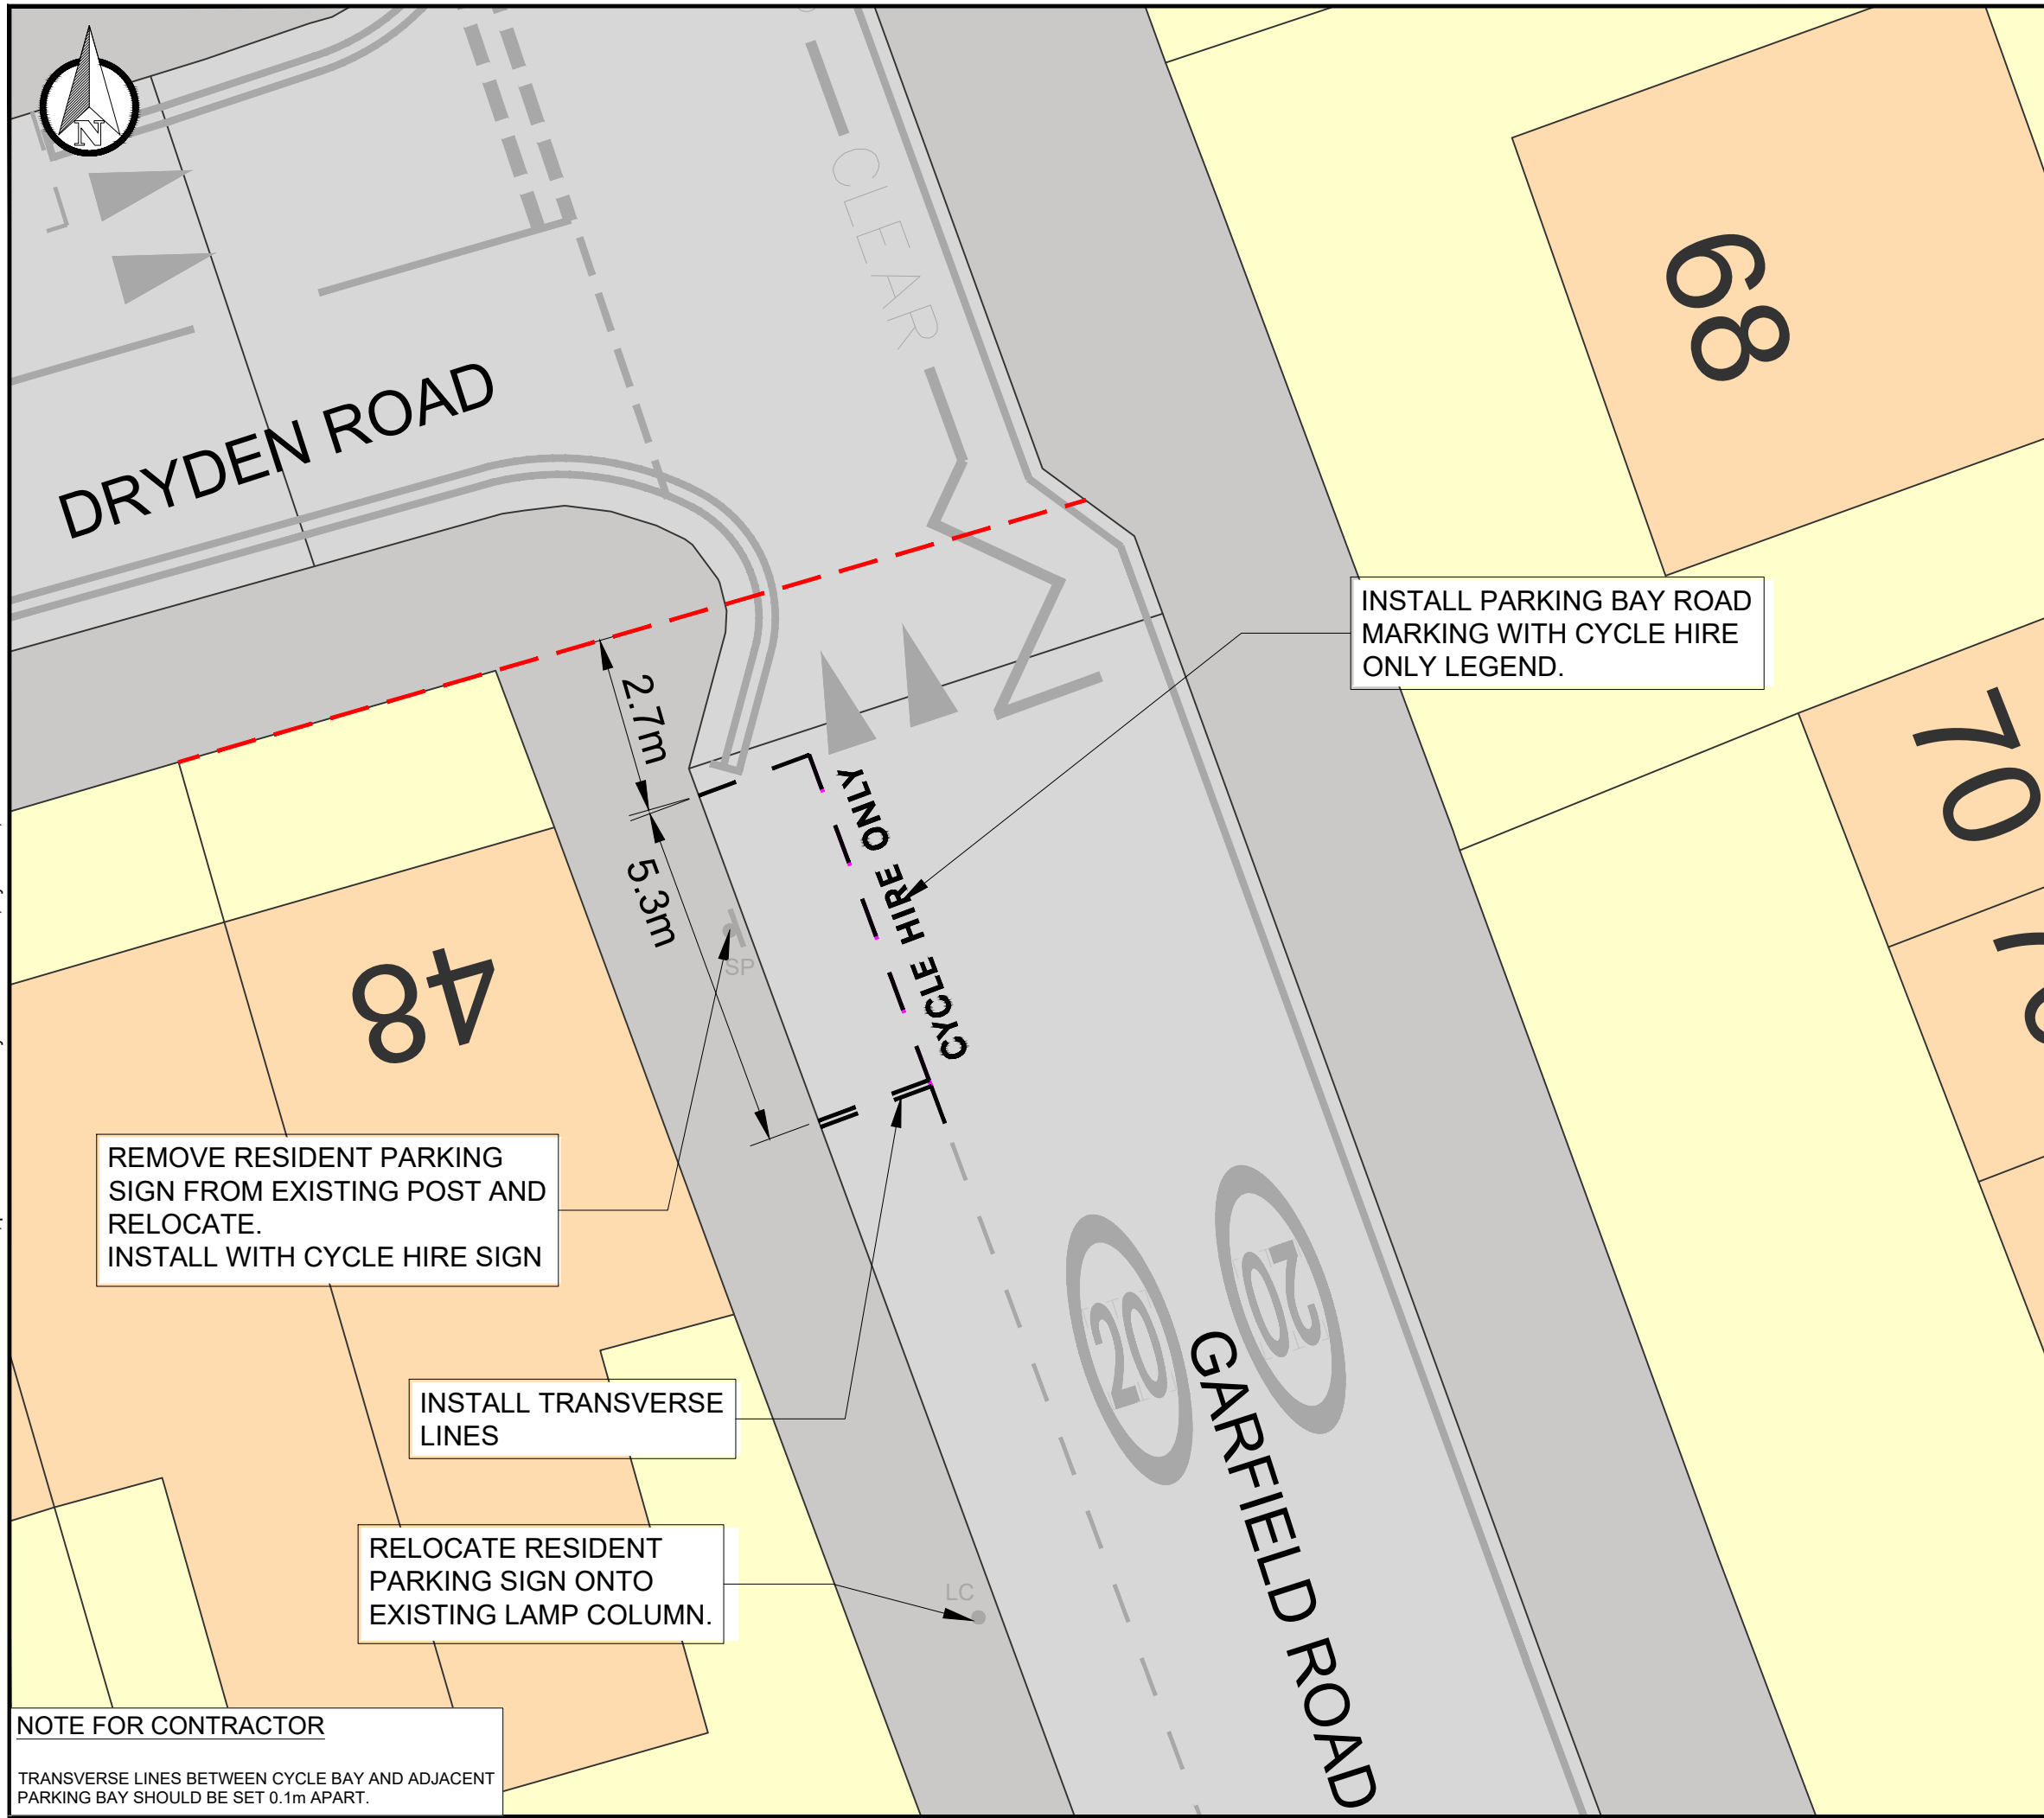 N
CLEAR
68
DRYDEN ROAD
INSTALL PARKING BAY ROAD
MARKING WITH CYCLE HIRE
ONLY LEGEND.
2.7m
70
CYCLE HIRE ONLY
5.3m
SP
48
REMOVE RESIDENT PARKING
SIGN FROM EXISTING POST AND
RELOCATE.
INSTALL WITH CYCLE HIRE SIGN
20
20
GARFIELD ROAD
INSTALL TRANSVERSE
LINES
RELOCATE RESIDENT
PARKING SIGN ONTO
EXISTING LAMP COLUMN.
LC
NOTE FOR CONTRACTOR
TRANSVERSE LINES BETWEEN CYCLE BAY AND ADJACENT
PARKING BAY SHOULD BE SET 0.1m APART.